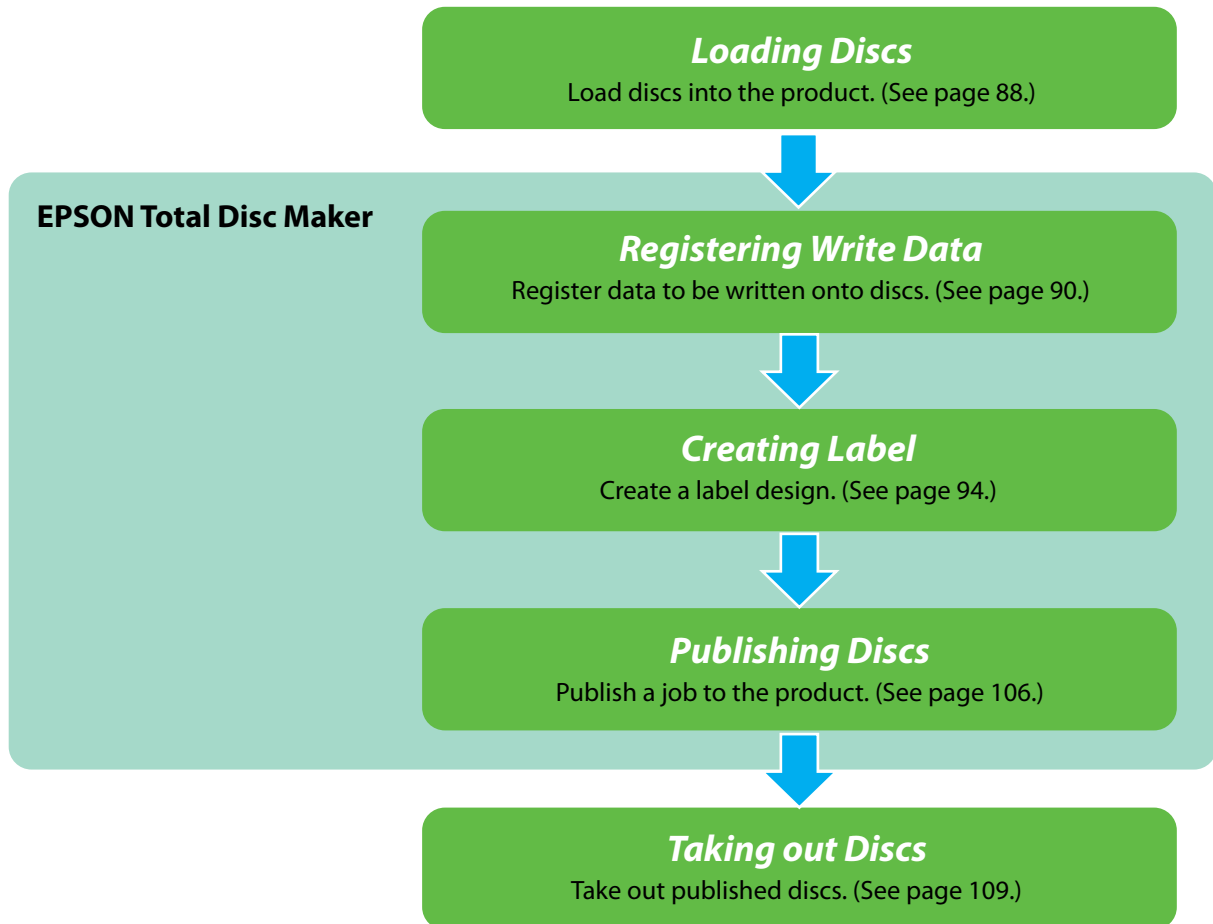 Loading Discs
Load discs into the product. (See page 88.)
EPSON Total Disc Maker
Registering Write Data
Register data to be written onto discs. (See page 90.)
Creating Label
Create a label design. (See page 94.)
Publishing Discs
Publish a job to the product. (See page 106.)
Taking out Discs
Take out published discs. (See page 109.)